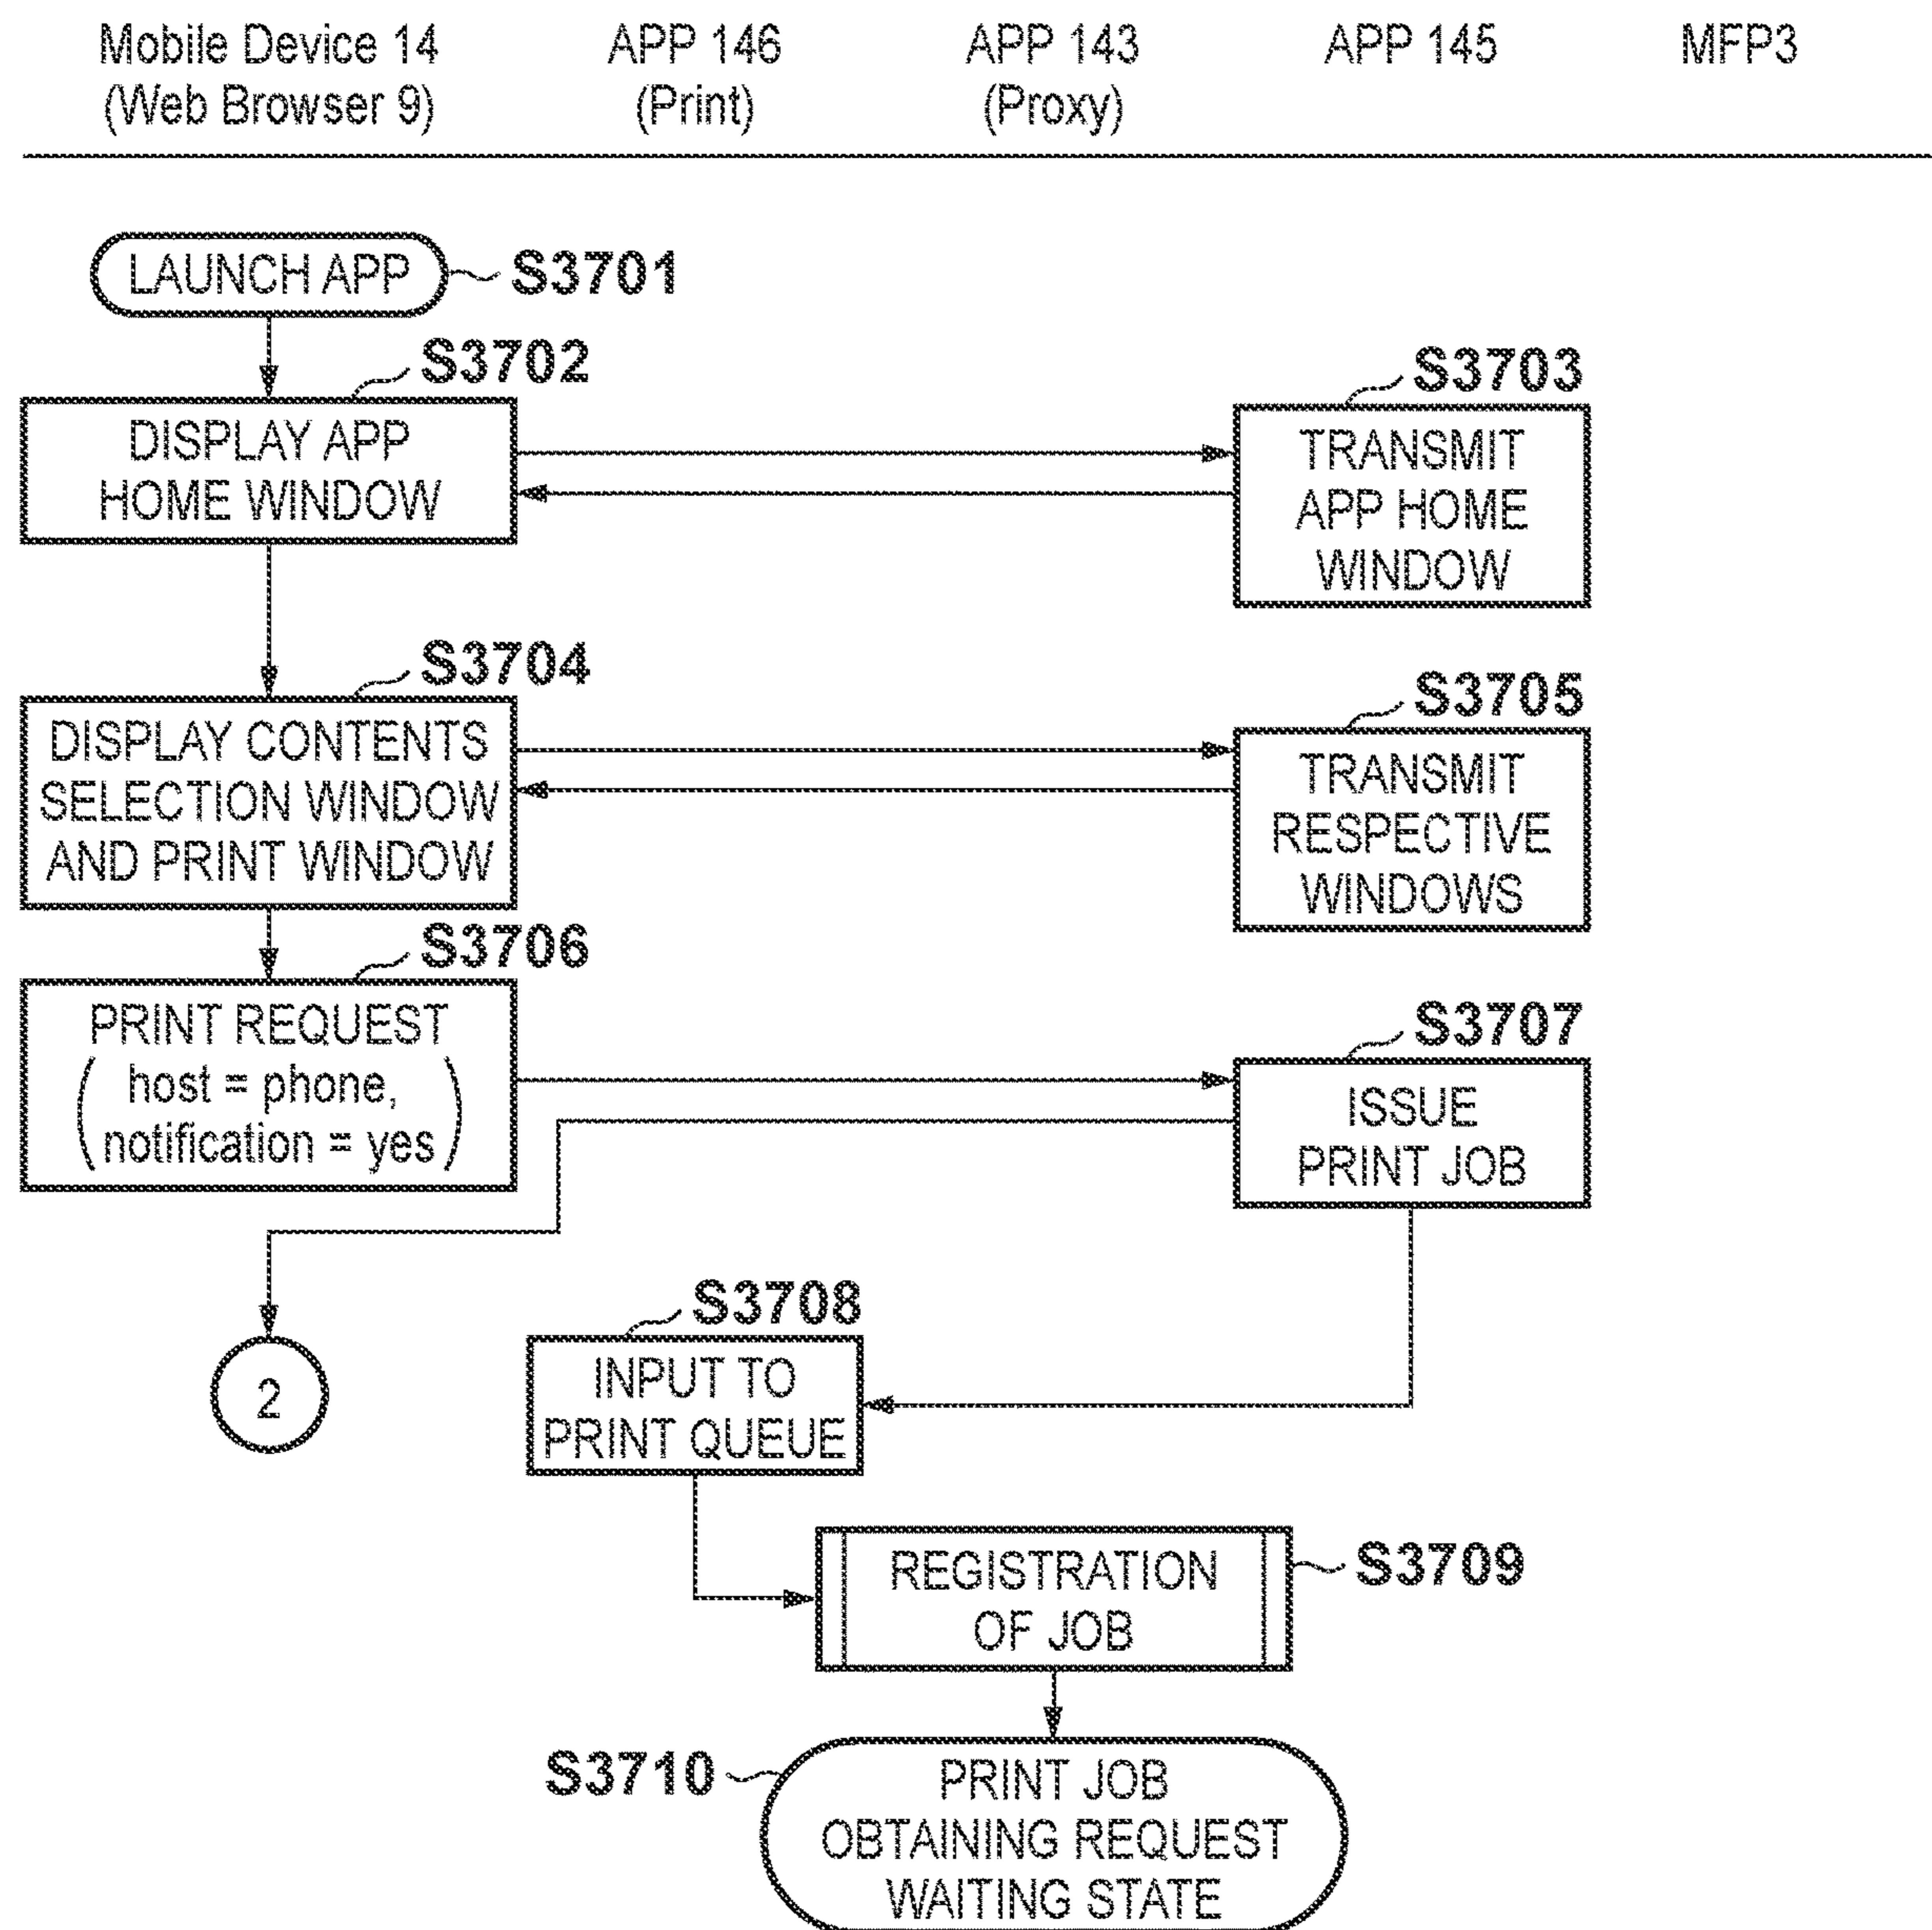 Mobile Device 14
(Web Browser 9)
APP 146
(Print)
APP 143
(Proxy)
APP 145
MFP3
LAUNCH APP
S3701
S3702
DISPLAY APP
HOME WINDOW
S3703
TRANSMIT
APP HOME
WINDOW
S3704
DISPLAY CONTENTS
SELECTION WINDOW
AND PRINT WINDOW
S3705
TRANSMIT
RESPECTIVE
WINDOWS
S3706
PRINT REQUEST
(host = phone,
notification = yes)
S3707
ISSUE
PRINT JOB
2
S3708
INPUT TO
PRINT QUEUE
REGISTRATION
OF JOB
S3709
S3710
PRINT JOB
OBTAINING REQUEST
WAITING STATE